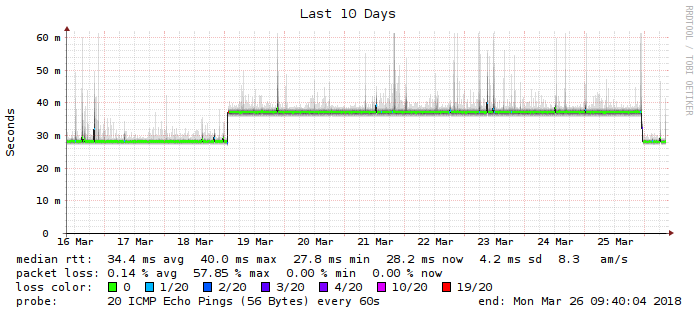 Last 10 Days
RRDTOOL / TOBI OETIKER
Seconds
60 m
50 m
40 m
30 m
20 m
10 m
0
16 Mar 17 Mar 18 Mar 19 Mar 20 Mar 21 Mar 22 Mar 23 Mar 24 Mar 25 Mar
median rtt: 34.4 ms avg 40.0 ms max 27.8 ms min 28.2 ms now 4.2 ms sd 8.3 am/s
packet loss: 0.14 % avg 57.85 % max 0.00 % min 0.00 % now
loss color: 0 1/20 2/20 3/20 4/20 10/20 19/20
probe: 20 ICMP Echo Pings (56 Bytes) every 60s end: Mon Mar 26 09:40:04 2018